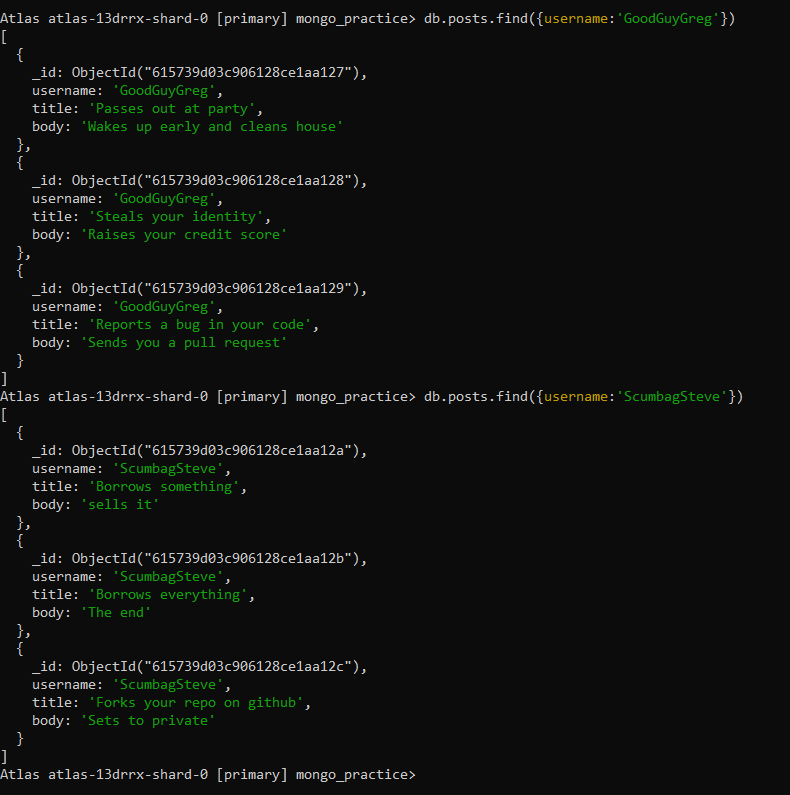 Atlas atlas-13drrx-shard-0 [primary] mongo_practice> db.posts.find({username:'GoodGuyGreg'})
[
  {
    _id: ObjectId("615739d03c906128ce1aa127"),
    username: 'GoodGuyGreg',
    title: 'Passes out at party',
    body: 'Wakes up early and cleans house'
  },
  {
    _id: ObjectId("615739d03c906128ce1aa128"),
    username: 'GoodGuyGreg',
    title: 'Steals your identity',
    body: 'Raises your credit score'
  },
  {
    _id: ObjectId("615739d03c906128ce1aa129"),
    username: 'GoodGuyGreg',
    title: 'Reports a bug in your code',
    body: 'Sends you a pull request'
  }
]
Atlas atlas-13drrx-shard-0 [primary] mongo_practice> db.posts.find({username:'ScumbagSteve'})
[
  {
    _id: ObjectId("615739d03c906128ce1aa12a"),
    username: 'ScumbagSteve',
    title: 'Borrows something',
    body: 'sells it'
  },
  {
    _id: ObjectId("615739d03c906128ce1aa12b"),
    username: 'ScumbagSteve',
    title: 'Borrows everything',
    body: 'The end'
  },
  {
    _id: ObjectId("615739d03c906128ce1aa12c"),
    username: 'ScumbagSteve',
    title: 'Forks your repo on github',
    body: 'Sets to private'
  }
]
Atlas atlas-13drrx-shard-0 [primary] mongo_practice>